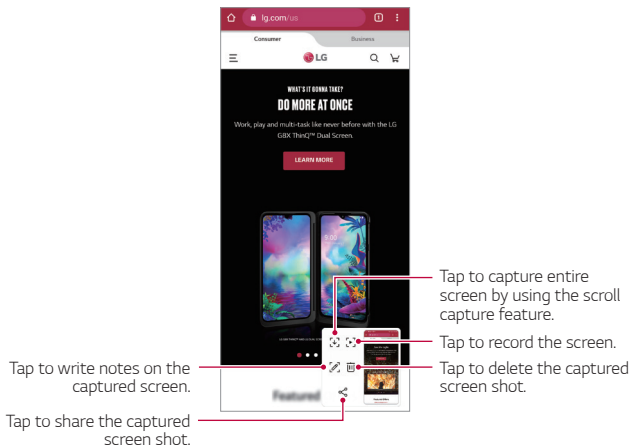 lg.com/us
Consumer Business
LG
WHAT'S IT GONNA TAKE?
DO MORE AT ONCE
Work, play and multi-task like never before with the LG
G8X ThinQ™ Dual Screen.
LEARN MORE
Tap to capture entire
screen by using the scroll
capture feature.
Tap to record the screen.
Tap to delete the captured
screen shot.
Tap to write notes on the
captured screen.
Tap to share the captured
screen shot.
Featured